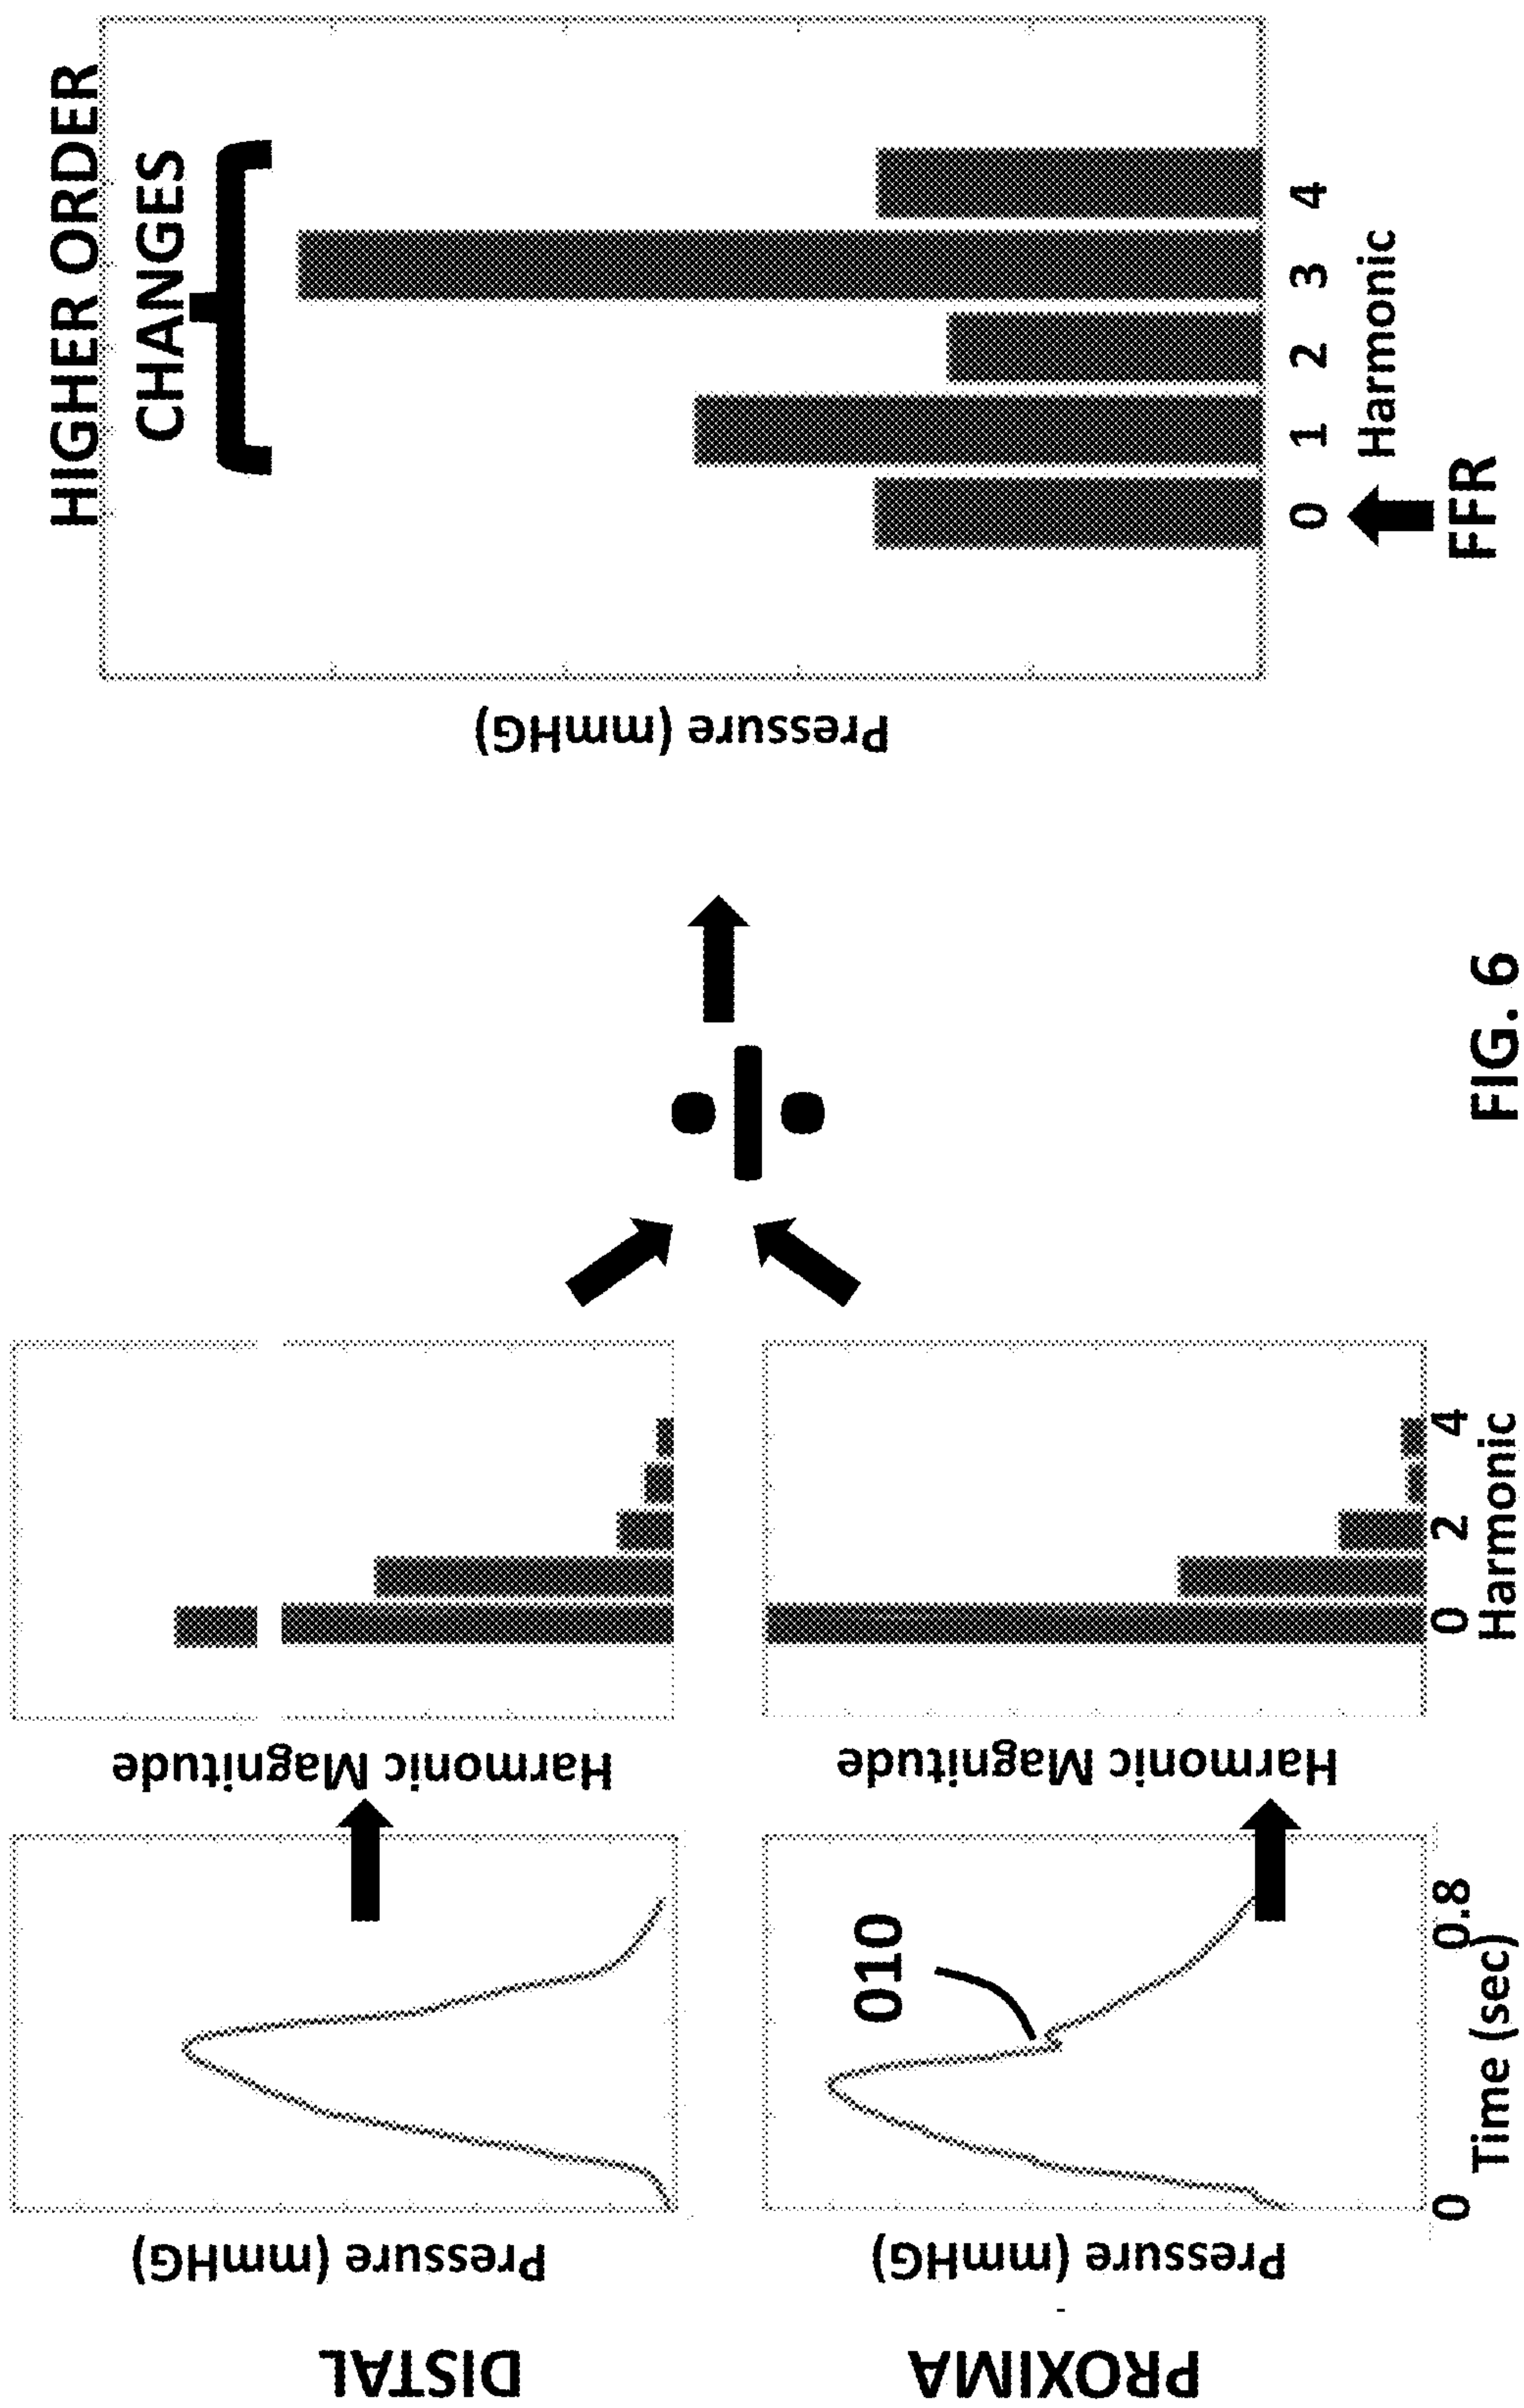 DISTAL
Pressure (mmHG)
Harmonic Magnitude
PROXIMA
Pressure (mmHG)
010
0 0.8
Time (sec)
Harmonic Magnitude
0 2 4
Harmonic
HIGHER ORDER
CHANGES
Pressure (mmHG)
0 1 2 3 4
Harmonic
FFR
FIG. 6